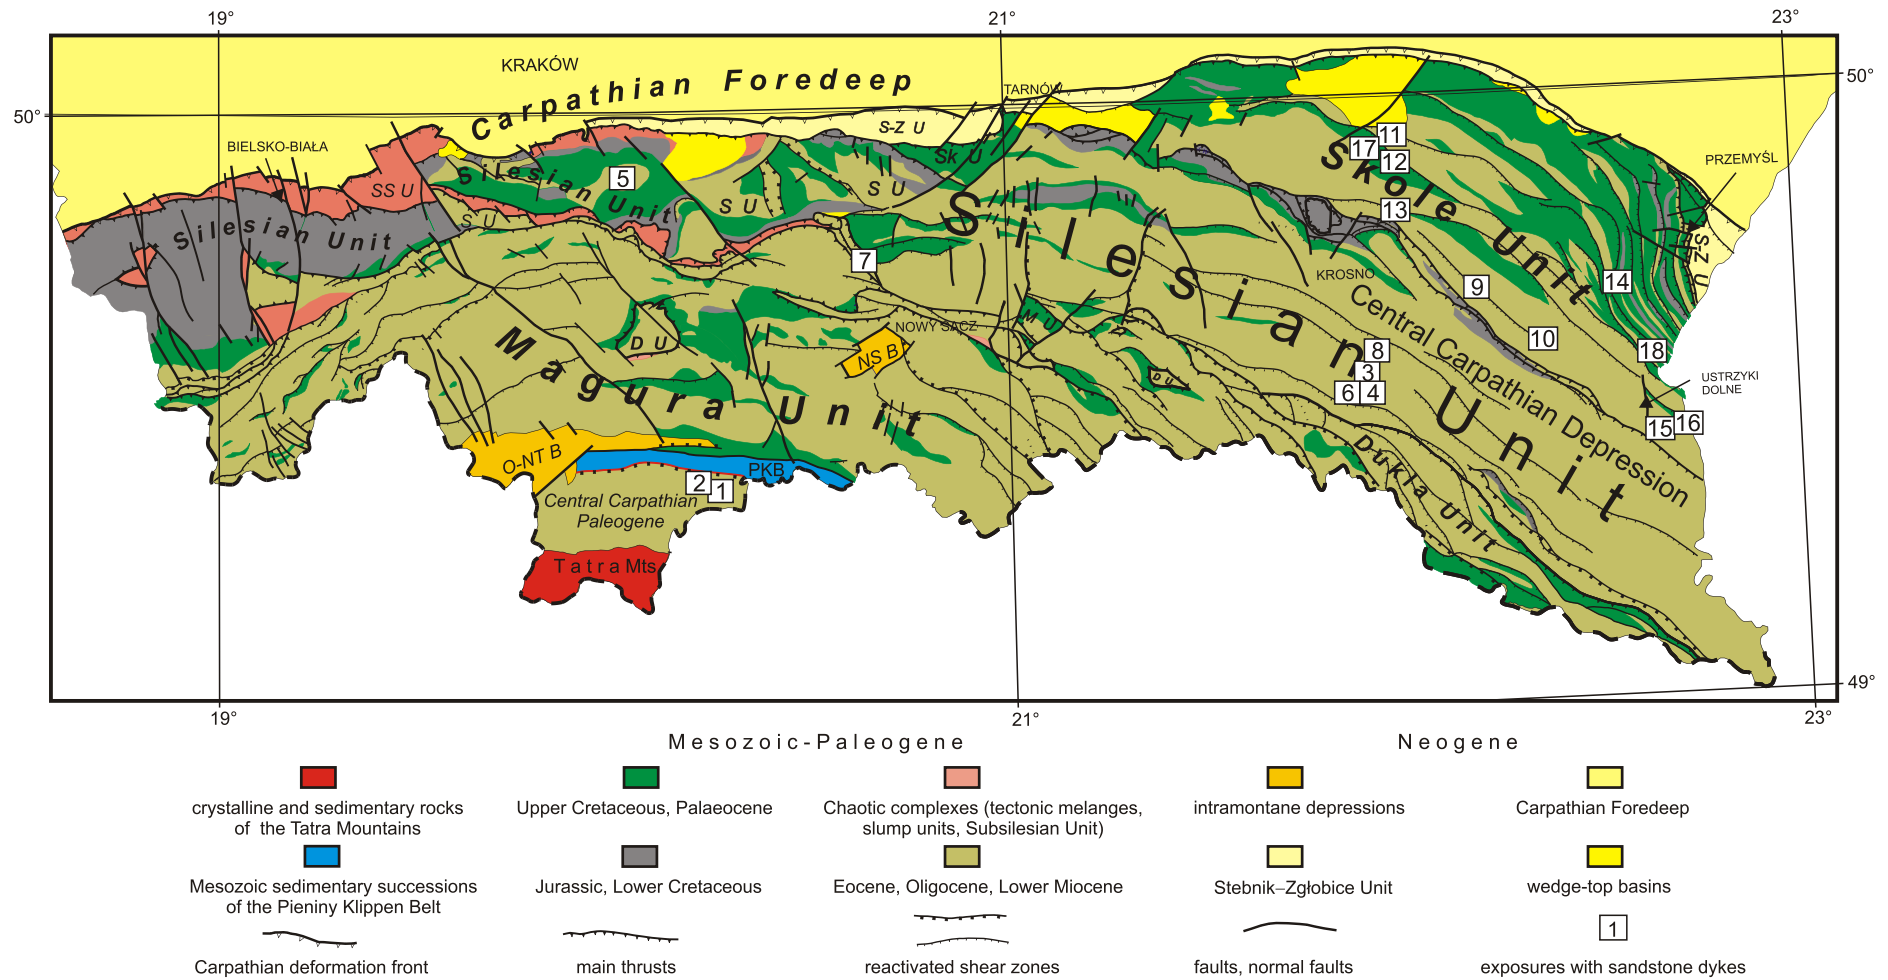 19°
21°
23°
KRAKÓW
Carpathian Foredeep
TARNÓW
50°
50°
S-Z U
BIELSKO-BIAŁA
Sk U
11
17
12
PRZEMYŚL
SS U
Silesian Unit
5
S U
S U
S U
Skole Unit
13
Silesian Unit
S-Z U
7
KROSNO
9
14
Silesian Unit
Central Carpathian Depression
NOWY SĄCZ
M U
D U
NS B
10
8
18
3
6
4
D U
USTRZYKI
DOLNE
Magura Unit
15
16
O-NT B
PKB
Dukla Unit
2
1
Central Carpathian
Paleogene
Tatra Mts
49°
19°
21°
23°
Mesozoic-Paleogene
Neogene
crystalline and sedimentary rocks
of the Tatra Mountains
Upper Cretaceous, Palaeocene
Chaotic complexes (tectonic melanges,
slump units, Subsilesian Unit)
intramontane depressions
Carpathian Foredeep
Mesozoic sedimentary successions
of the Pieniny Klippen Belt
Jurassic, Lower Cretaceous
Eocene, Oligocene, Lower Miocene
Stebnik–Zgłobice Unit
wedge-top basins
1
Carpathian deformation front
main thrusts
reactivated shear zones
faults, normal faults
exposures with sandstone dykes